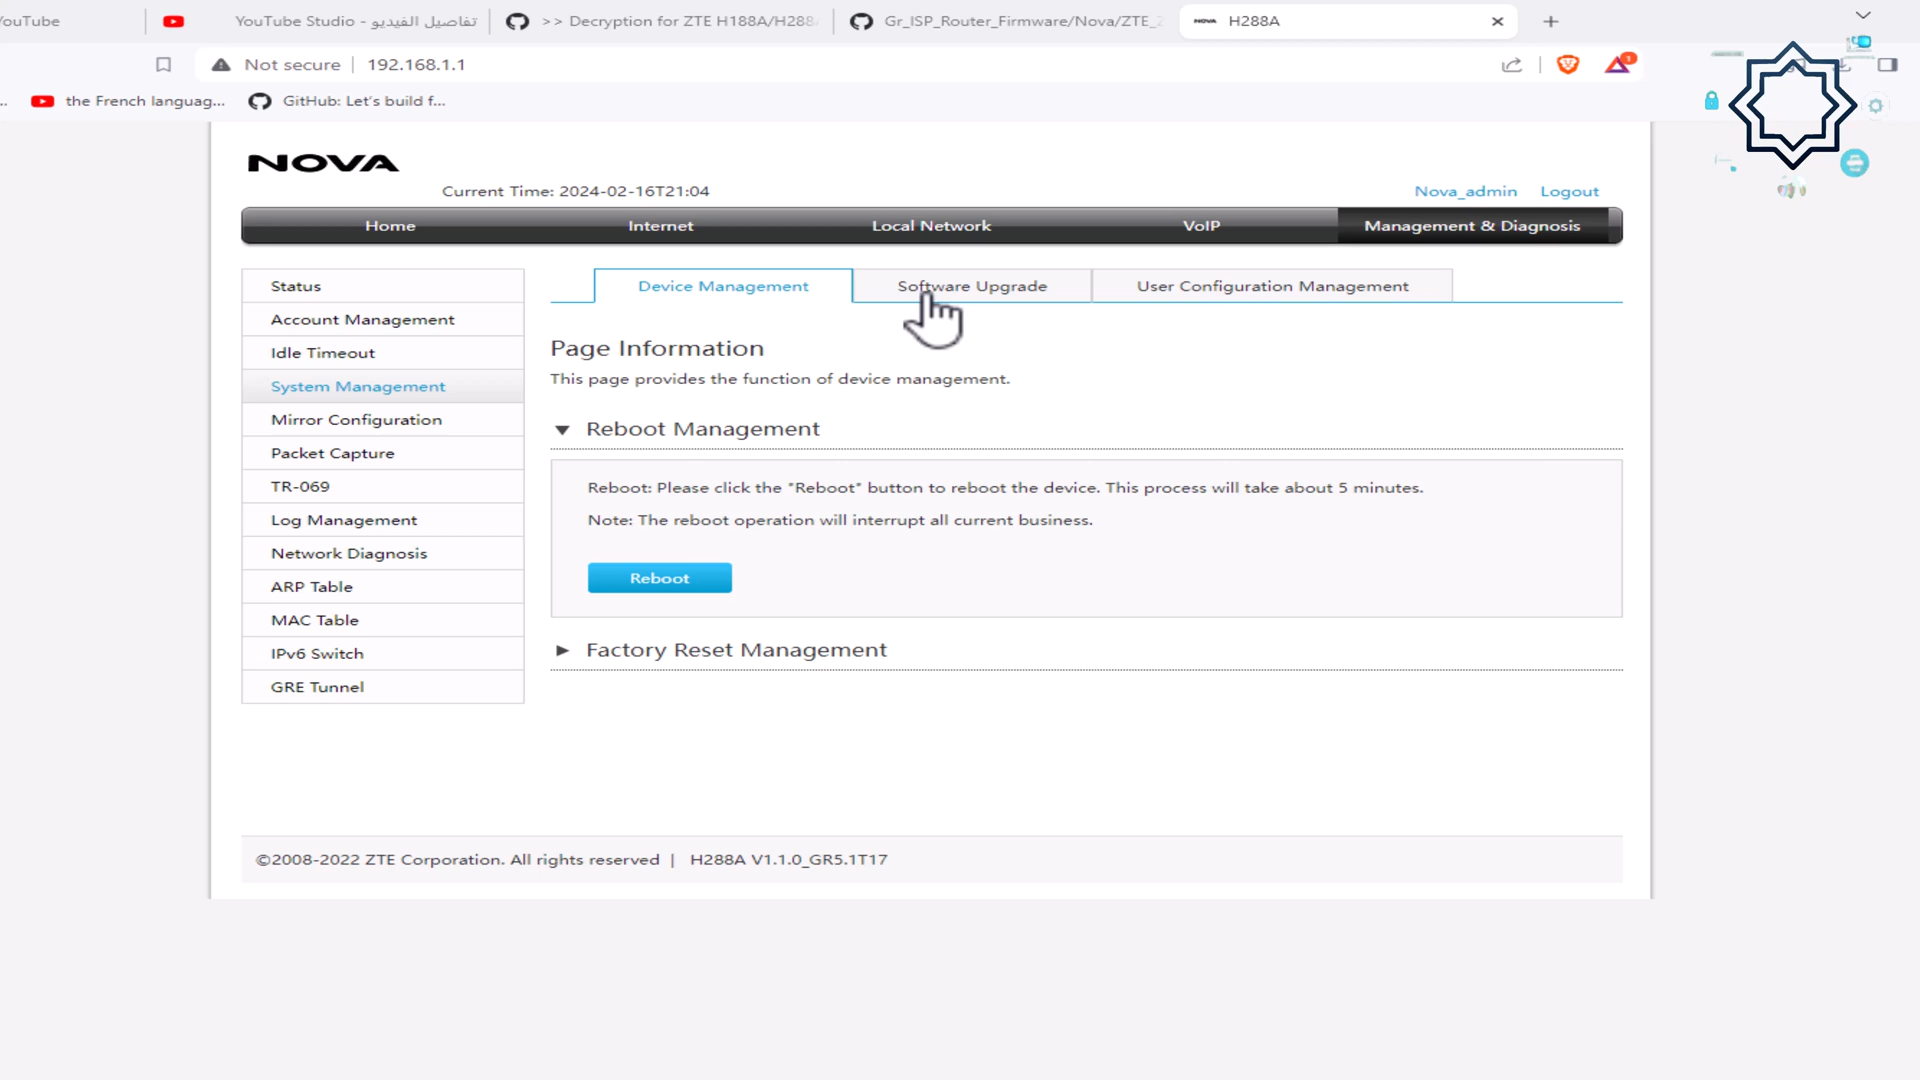 ouTube
YouTube Studio - تفاصيل الفيديو
>> Decryption for ZTE H188A/H288
Gr_ISP_Router_Firmware/Nova/ZTE_
NOVA H288A
Not secure | 192.168.1.1
... the French languag...
GitHub: Let's build f...
NOVA
Current Time: 2024-02-16T21:04
Nova_admin Logout
Home Internet Local Network VoIP Management & Diagnosis
Status
Account Management
Idle Timeout
System Management
Mirror Configuration
Packet Capture
TR-069
Log Management
Network Diagnosis
ARP Table
MAC Table
IPv6 Switch
GRE Tunnel
Device Management Software Upgrade User Configuration Management
Page Information
This page provides the function of device management.
Reboot Management
Reboot: Please click the "Reboot" button to reboot the device. This process will take about 5 minutes.
Note: The reboot operation will interrupt all current business.
Reboot
Factory Reset Management
©2008-2022 ZTE Corporation. All rights reserved | H288A V1.1.0_GR5.1T17